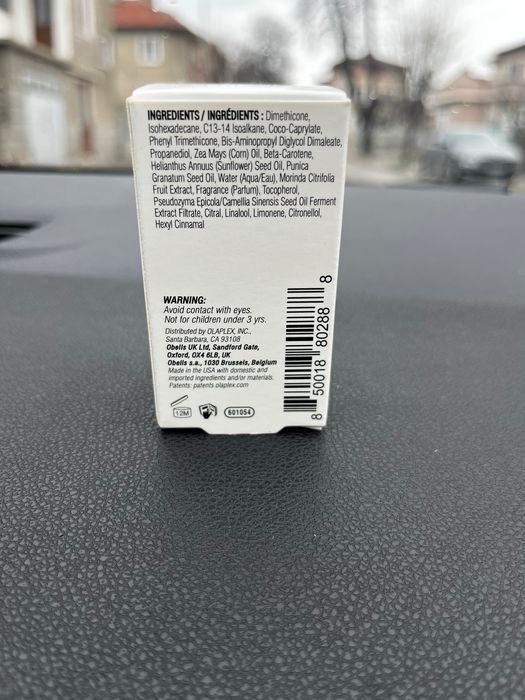 INGREDIENTS/ INGRÉDIENTS : Dimethicone,
Isohexadecane, C13-14 Isoalkane, Coco-Caprylate,
Phenyl Trimethicone, Bis-Aminopropyl Diglycol Dimaleate,
Propanediol, Zea Mays (Corn) Oil, Beta-Carotene,
Helianthus Annuus (Sunflower) Seed Oil, Punica
Granatum Seed Oil, Water (Aqua/Eau), Morinda Citrifolia
Fruit Extract, Fragrance (Parfum), Tocopherol,
Pseudozyma Epicola/Camellia Sinensis Seed Oil Ferment
Extract Filtrate, Citral, Linalool, Limonene, Citronellol,
Hexyl Cinnamal
WARNING:
Avoid contact with eyes.
Not for children under 3 yrs.
Distributed by OLAPLEX, INC.,
Santa Barbara, CA 93108
Obelis UK Ltd, Sandford Gate,
Oxford, OX4 6LB, UK
Obelis s.a., 1030 Brussels, Belgium
Made in the USA with domestic and
imported ingredients and/or materials.
Patents: patents.olaplex.com
12M
601054
8 50018 80288 8